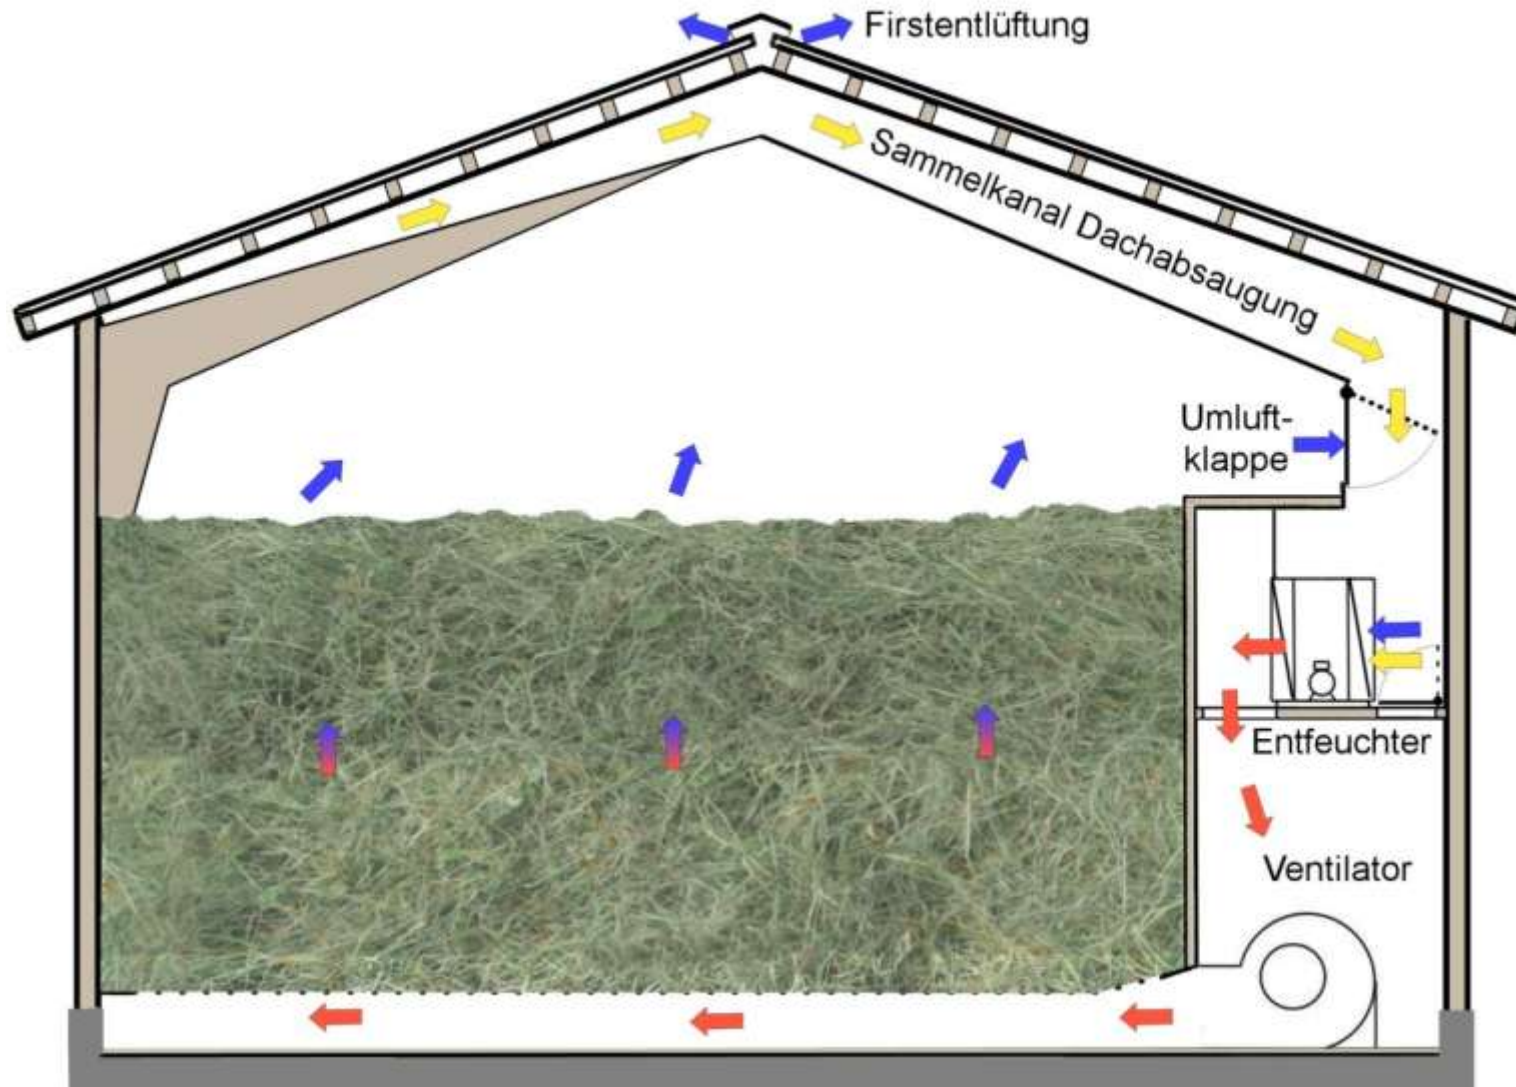 Firstentlüftung
Sammelkanal Dachabsaugung
Umluft-
klappe
Entfeuchter
Ventilator